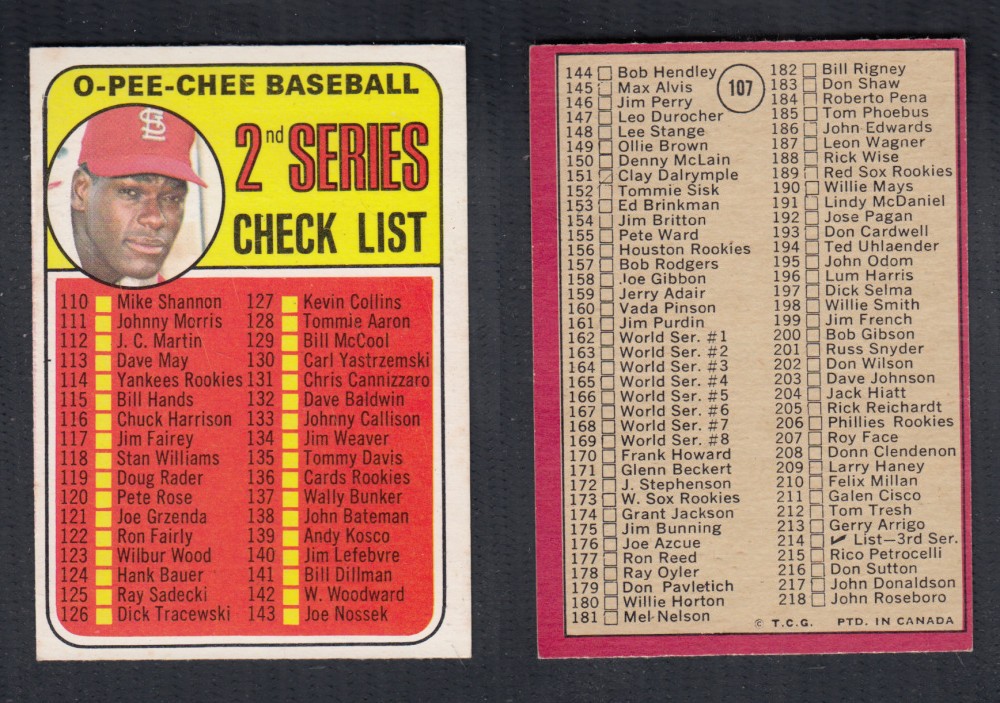 O-PEE-CHEE BASEBALL
StL
2nd SERIES
CHECK LIST
110 Mike Shannon
111 Johnny Morris
112 J. C. Martin
113 Dave May
114 Yankees Rookies
115 Bill Hands
116 Chuck Harrison
117 Jim Fairey
118 Stan Williams
119 Doug Rader
120 Pete Rose
121 Joe Grzenda
122 Ron Fairly
123 Wilbur Wood
124 Hank Bauer
125 Ray Sadecki
126 Dick Tracewski
127 Kevin Collins
128 Tommie Aaron
129 Bill McCool
130 Carl Yastrzemski
131 Chris Cannizzaro
132 Dave Baldwin
133 Johnny Callison
134 Jim Weaver
135 Tommy Davis
136 Cards Rookies
137 Wally Bunker
138 John Bateman
139 Andy Kosco
140 Jim Lefebvre
141 Bill Dillman
142 W. Woodward
143 Joe Nossek
107
144 Bob Hendley
145 Max Alvis
146 Jim Perry
147 Leo Durocher
148 Lee Stange
149 Ollie Brown
150 Denny McLain
151 Clay Dalrymple
152 Tommie Sisk
153 Ed Brinkman
154 Jim Britton
155 Pete Ward
156 Houston Rookies
157 Bob Rodgers
158 Joe Gibbon
159 Jerry Adair
160 Vada Pinson
161 Jim Purdin
162 World Ser. #1
163 World Ser. #2
164 World Ser. #3
165 World Ser. #4
166 World Ser. #5
167 World Ser. #6
168 World Ser. #7
169 World Ser. #8
170 Frank Howard
171 Glenn Beckert
172 J. Stephenson
173 W. Sox Rookies
174 Grant Jackson
175 Jim Bunning
176 Joe Azcue
177 Ron Reed
178 Ray Oyler
179 Don Pavletich
180 Willie Horton
181 Mel Nelson
182 Bill Rigney
183 Don Shaw
184 Roberto Pena
185 Tom Phoebus
186 John Edwards
187 Leon Wagner
188 Rick Wise
189 Red Sox Rookies
190 Willie Mays
191 Lindy McDaniel
192 Jose Pagan
193 Don Cardwell
194 Ted Uhlaender
195 John Odom
196 Lum Harris
197 Dick Selma
198 Willie Smith
199 Jim French
200 Bob Gibson
201 Russ Snyder
202 Don Wilson
203 Dave Johnson
204 Jack Hiatt
205 Rick Reichardt
206 Phillies Rookies
207 Roy Face
208 Donn Clendenon
209 Larry Haney
210 Felix Millan
211 Galen Cisco
212 Tom Tresh
213 Gerry Arrigo
214 ✓ List—3rd Ser.
215 Rico Petrocelli
216 Don Sutton
217 John Donaldson
218 John Roseboro
© T.C.G. PTD. IN CANADA